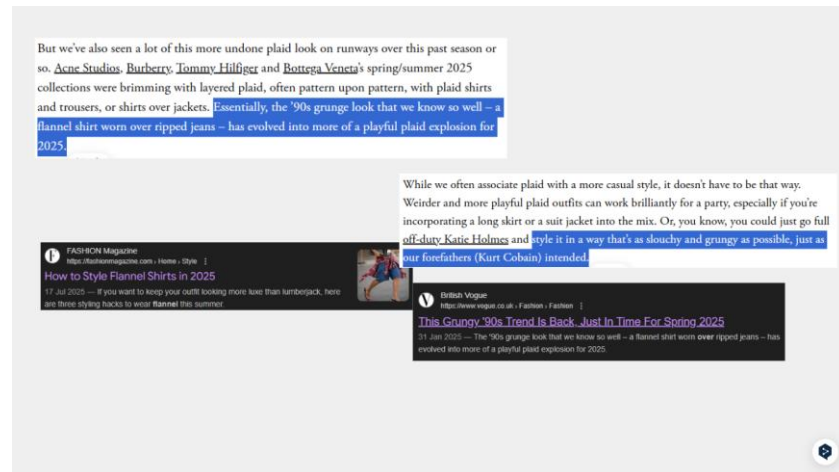 But we've also seen a lot of this more undone plaid look on runways over this past season or
so. Acne Studios, Burberry, Tommy Hilfiger and Bottega Veneta's spring/summer 2025
collections were brimming with layered plaid, often pattern upon pattern, with plaid shirts
and trousers, or shirts over jackets. Essentially, the '90s grunge look that we know so well – a
flannel shirt worn over ripped jeans – has evolved into more of a playful plaid explosion for
2025.
While we often associate plaid with a more casual style, it doesn't have to be that way.
Weirder and more playful plaid outfits can work brilliantly for a party, especially if you're
incorporating a long skirt or a suit jacket into the mix. Or, you know, you could just go full
off-duty Katie Holmes and style it in a way that's as slouchy and grungy as possible, just as
our forefathers (Kurt Cobain) intended.
FASHION Magazine
https://fashionmagazine.com › Home › Style
How to Style Flannel Shirts in 2025
17 Jul 2025 — If you want to keep your outfit looking more luxe than lumberjack, here
are three styling hacks to wear flannel this summer.
British Vogue
https://www.vogue.co.uk › Fashion › Fashion
This Grungy '90s Trend Is Back, Just In Time For Spring 2025
31 Jan 2025 — The '90s grunge look that we know so well – a flannel shirt worn over ripped jeans – has
evolved into more of a playful plaid explosion for 2025.